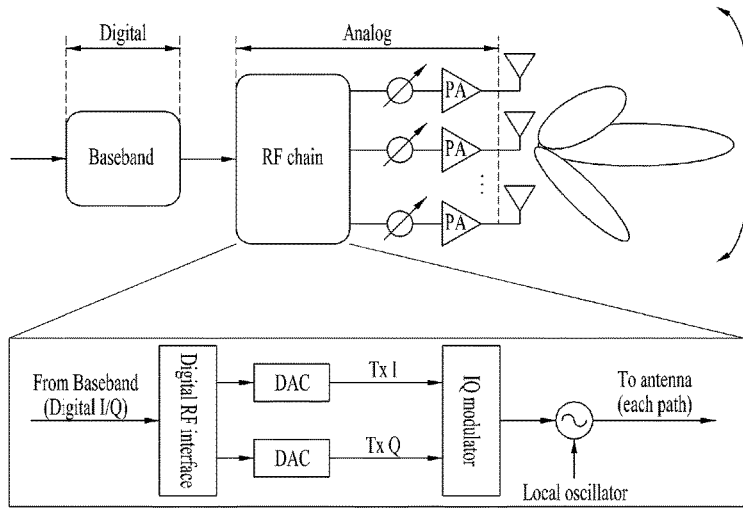 Digital
Analog
Baseband
RF chain
PA
PA
PA
From Baseband
(Digital I/Q)
Digital RF interface
DAC
DAC
Tx I
Tx Q
IQ modulator
To antenna
(each path)
Local oscillator